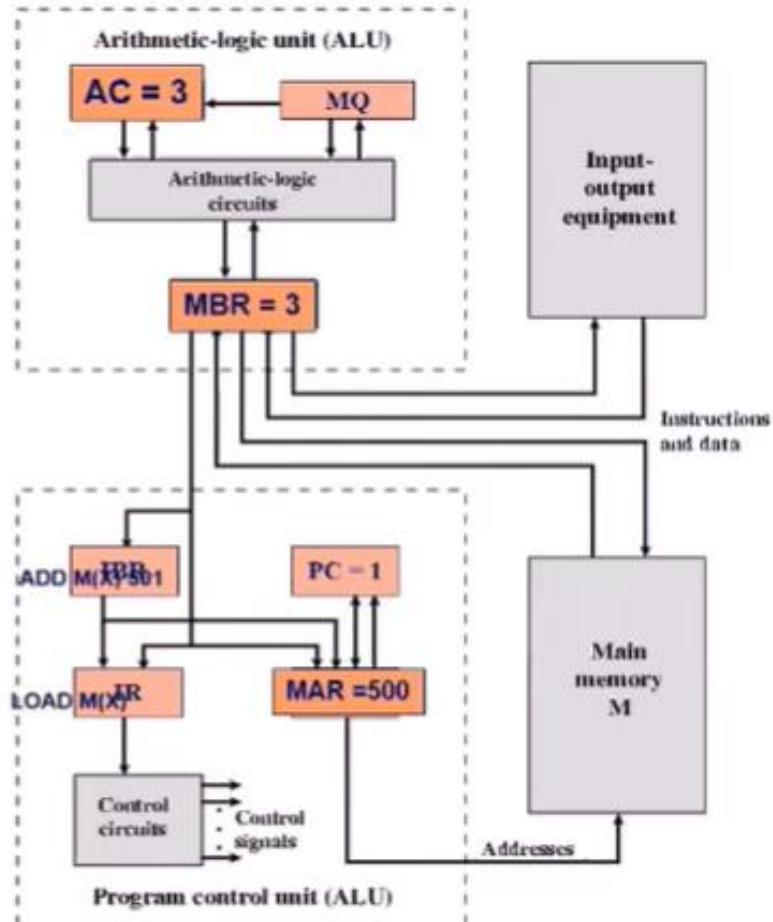 Arithmetic-logic unit (ALU)
AC = 3
MQ
Arithmetic-logic
circuits
Input-
output
equipment
MBR = 3
Instructions
and data
ADD M(X) 501
PC = 1
LOAD M(X)
IR
MAR =500
Main
memory
M
Control
circuits
Control
signals
Addresses
Program control unit (ALU)